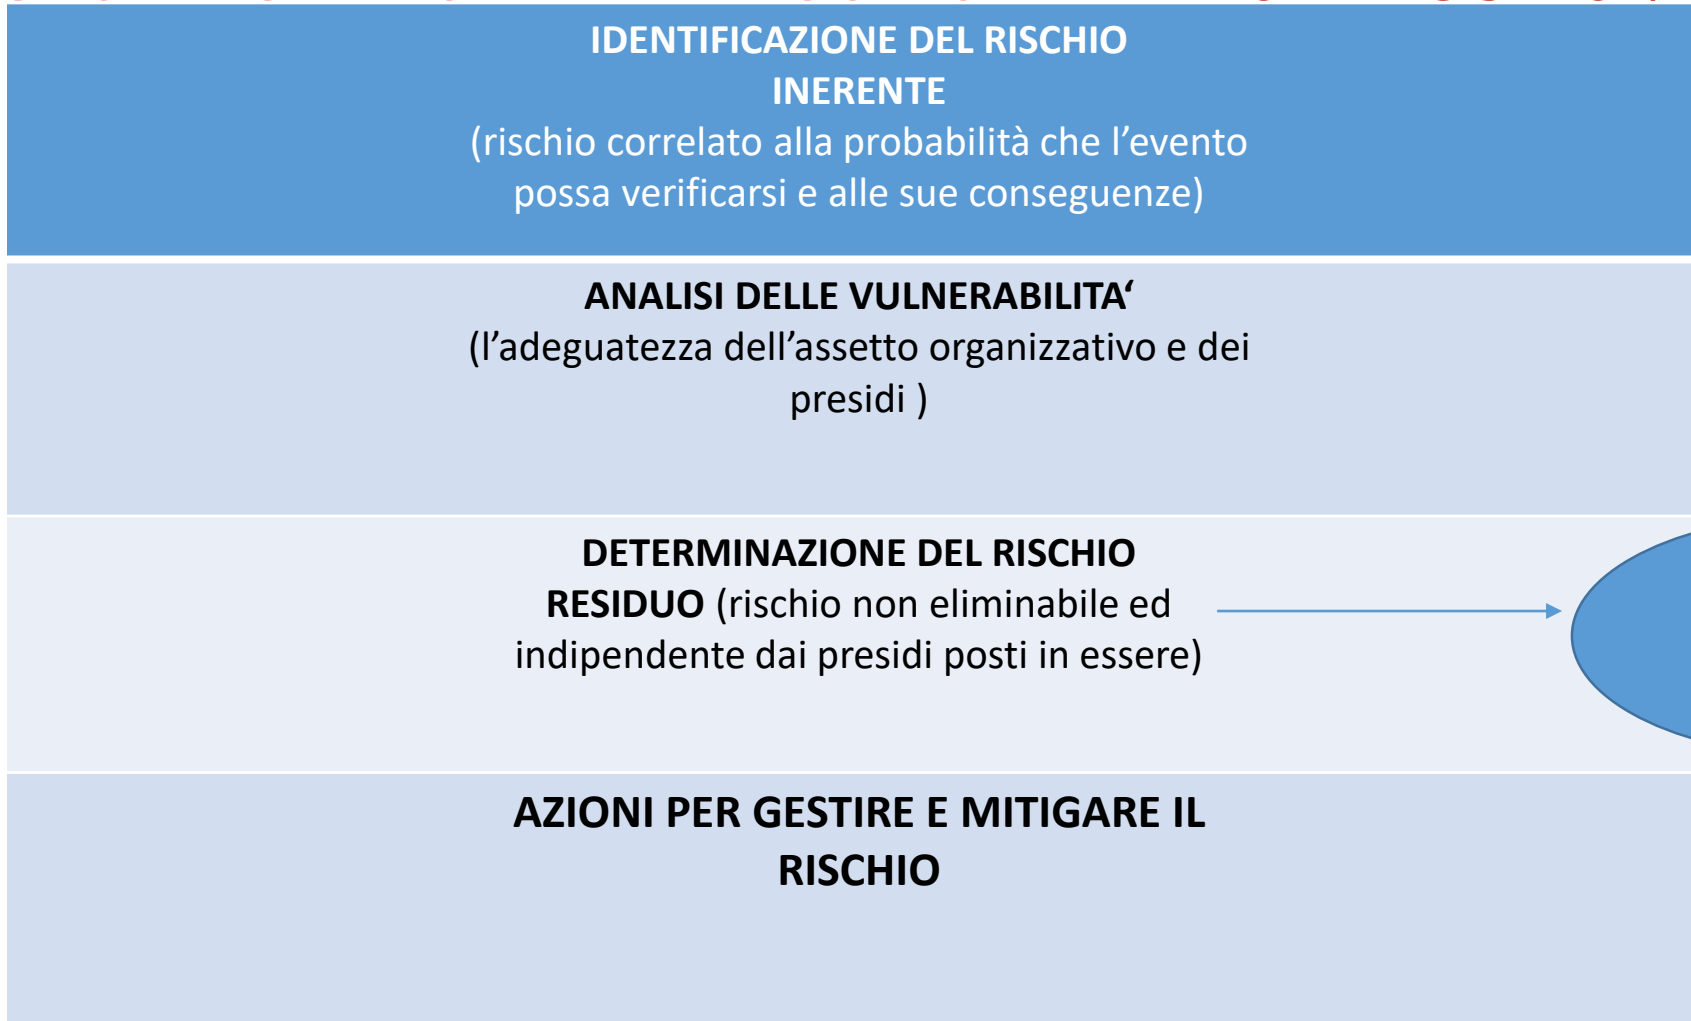 IDENTIFICAZIONE DEL RISCHIO
INERENTE
(rischio correlato alla probabilità che l’evento
possa verificarsi e alle sue conseguenze)
ANALISI DELLE VULNERABILITA‘
(l’adeguatezza dell’assetto organizzativo e dei
presidi )
DETERMINAZIONE DEL RISCHIO
RESIDUO (rischio non eliminabile ed
indipendente dai presidi posti in essere)
AZIONI PER GESTIRE E MITIGARE IL
RISCHIO